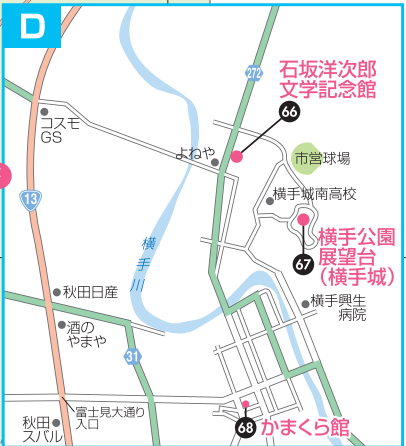 D
272
石坂洋次郎
文学記念館
66
コスモ
GS
よねや
市営球場
13
横手城南高校
横手公園
展望台
(横手城)
67
横手川
秋田日産
横手興生
病院
酒の
やまや
31
富士見大通り
入口
秋田
スバル
68
かまくら館